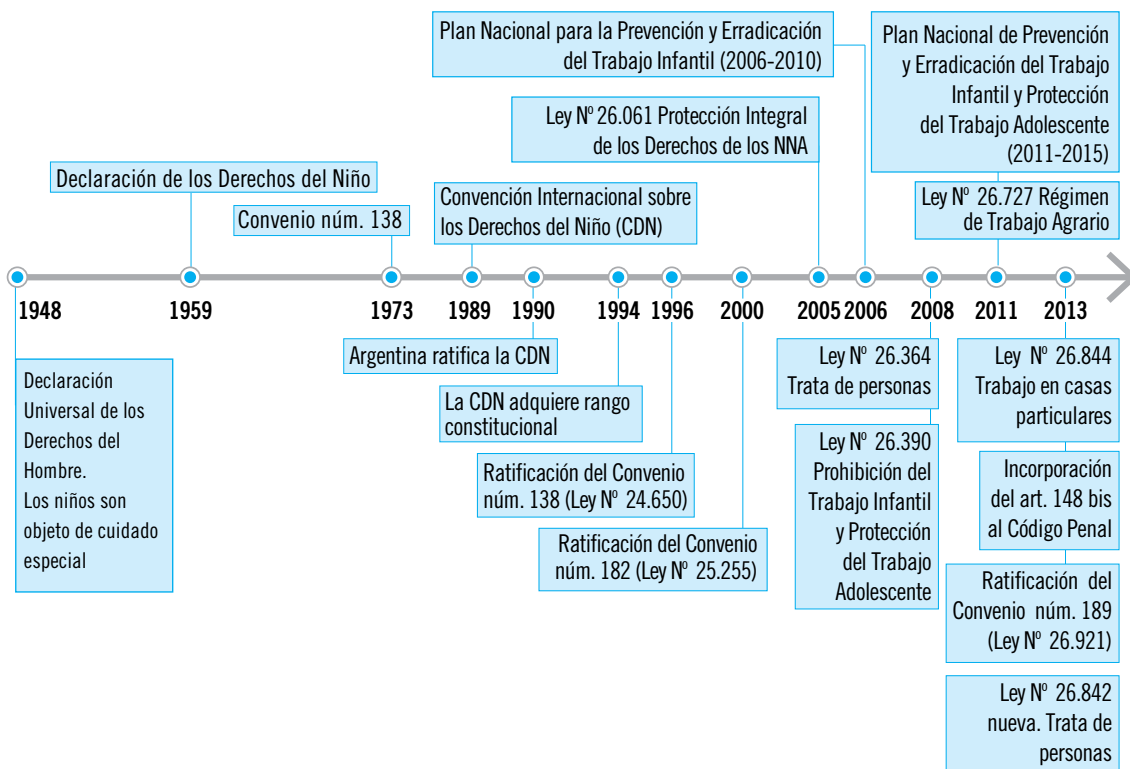 Plan Nacional para la Prevención y Erradicación
del Trabajo Infantil (2006-2010)
Plan Nacional de Prevención
y Erradicación del Trabajo
Infantil y Protección
del Trabajo Adolescente
(2011-2015)
Ley Nº 26.061 Protección Integral
de los Derechos de los NNA
Declaración de los Derechos del Niño
Convenio núm. 138
Convención Internacional sobre
los Derechos del Niño (CDN)
Ley Nº 26.727 Régimen
de Trabajo Agrario
1948
1959
1973
1989
1990
1994
1996
2000
2005
2006
2008
2011
2013
Declaración
Universal de los
Derechos del
Hombre.
Los niños son
objeto de cuidado
especial
Argentina ratifica la CDN
La CDN adquiere rango
constitucional
Ratificación del Convenio
núm. 138 (Ley Nº 24.650)
Ratificación del Convenio
núm. 182 (Ley Nº 25.255)
Ley Nº 26.364
Trata de personas
Ley Nº 26.390
Prohibición del
Trabajo Infantil
y Protección
del Trabajo
Adolescente
Ley Nº 26.844
Trabajo en casas
particulares
Incorporación
del art. 148 bis
al Código Penal
Ratificación del
Convenio núm. 189
(Ley Nº 26.921)
Ley Nº 26.842
nueva. Trata de
personas